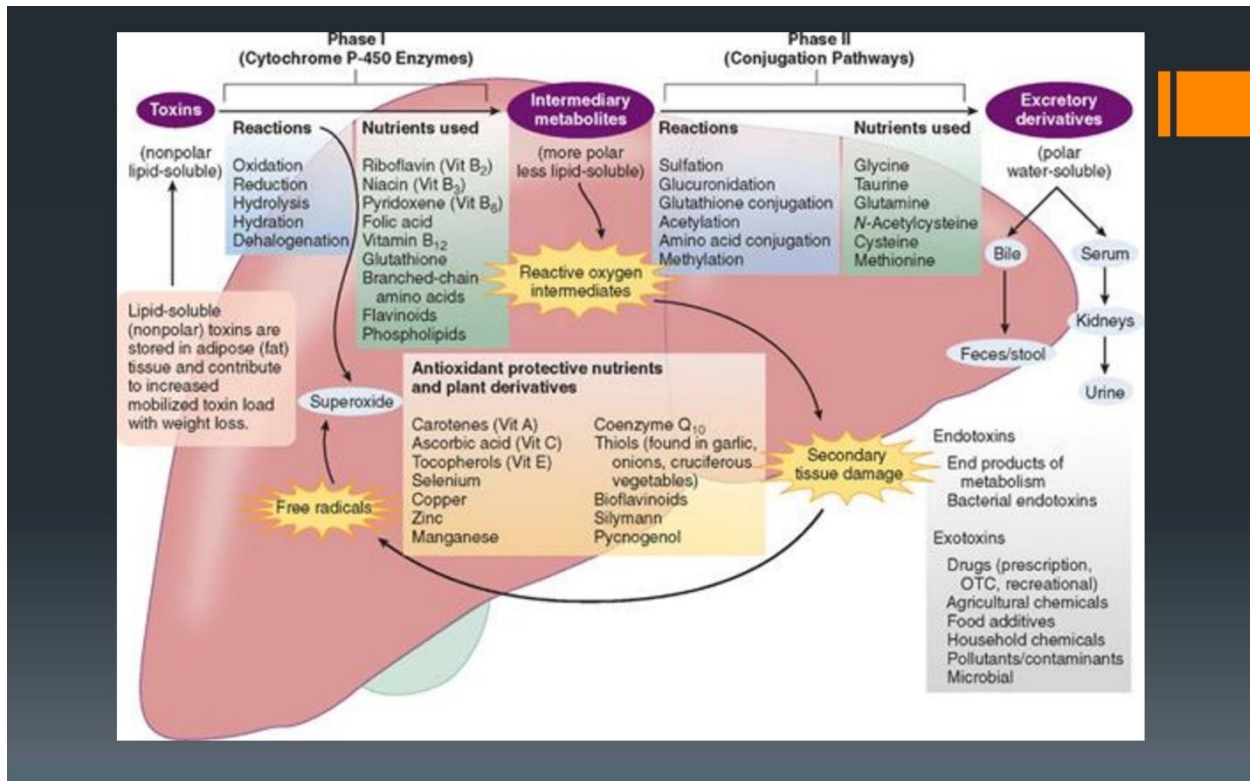 Phase I
(Cytochrome P-450 Enzymes)
Phase II
(Conjugation Pathways)
Toxins
(nonpolar
lipid-soluble)
Reactions
Oxidation
Reduction
Hydrolysis
Hydration
Dehalogenation
Nutrients used
Riboflavin (Vit B2)
Niacin (Vit B3)
Pyridoxene (Vit B6)
Folic acid
Vitamin B12
Glutathione
Branched-chain
amino acids
Flavinoids
Phospholipids
Intermediary
metabolites
(more polar
less lipid-soluble)
Reactive oxygen
intermediates
Reactions
Sulfation
Glucuronidation
Glutathione conjugation
Acetylation
Amino acid conjugation
Methylation
Nutrients used
Glycine
Taurine
Glutamine
N-Acetylcysteine
Cysteine
Methionine
Excretory
derivatives
(polar
water-soluble)
Bile
Feces/stool
Serum
Kidneys
Urine
Lipid-soluble
(nonpolar) toxins are
stored in adipose (fat)
tissue and contribute
to increased
mobilized toxin load
with weight loss.
Superoxide
Free radicals
Antioxidant protective nutrients
and plant derivatives
Carotenes (Vit A)
Ascorbic acid (Vit C)
Tocopherols (Vit E)
Selenium
Copper
Zinc
Manganese
Coenzyme Q10
Thiols (found in garlic,
onions, cruciferous
vegetables)
Bioflavinoids
Silymann
Pycnogenol
Secondary
tissue damage
Endotoxins
End products of
metabolism
Bacterial endotoxins
Exotoxins
Drugs (prescription,
OTC, recreational)
Agricultural chemicals
Food additives
Household chemicals
Pollutants/contaminants
Microbial